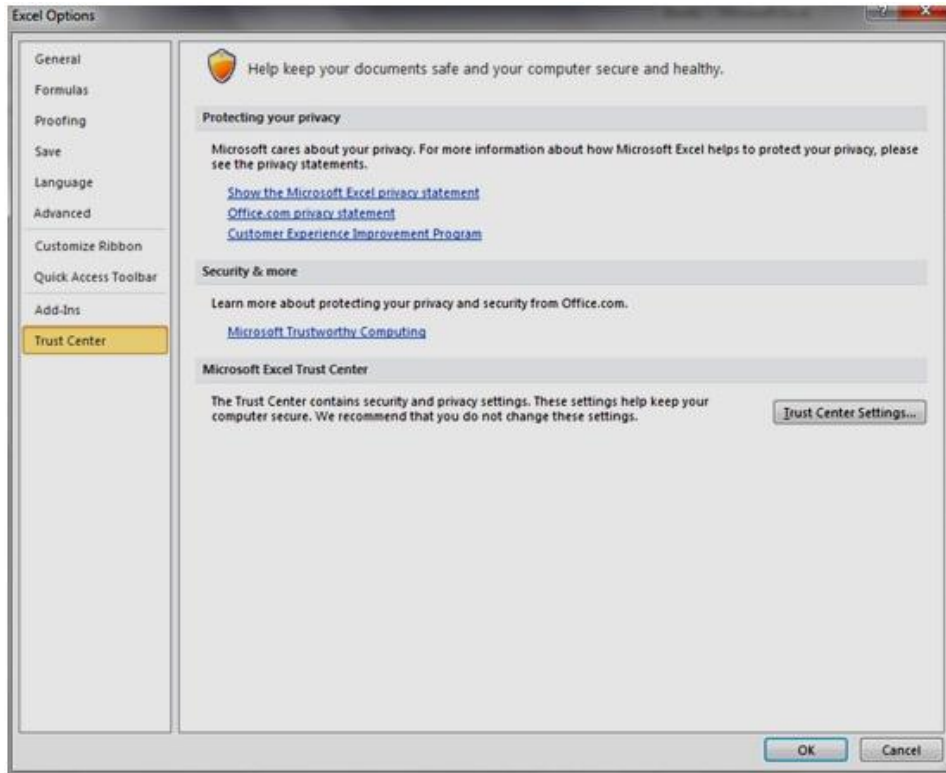 Excel Options
General
Formulas
Proofing
Save
Language
Advanced
Customize Ribbon
Quick Access Toolbar
Add-Ins
Trust Center
Help keep your documents safe and your computer secure and healthy.
Protecting your privacy
Microsoft cares about your privacy. For more information about how Microsoft Excel helps to protect your privacy, please
see the privacy statements.
Show the Microsoft Excel privacy statement
Office.com privacy statement
Customer Experience Improvement Program
Security & more
Learn more about protecting your privacy and security from Office.com.
Microsoft Trustworthy Computing
Microsoft Excel Trust Center
The Trust Center contains security and privacy settings. These settings help keep your
computer secure. We recommend that you do not change these settings.
Trust Center Settings...
OK
Cancel